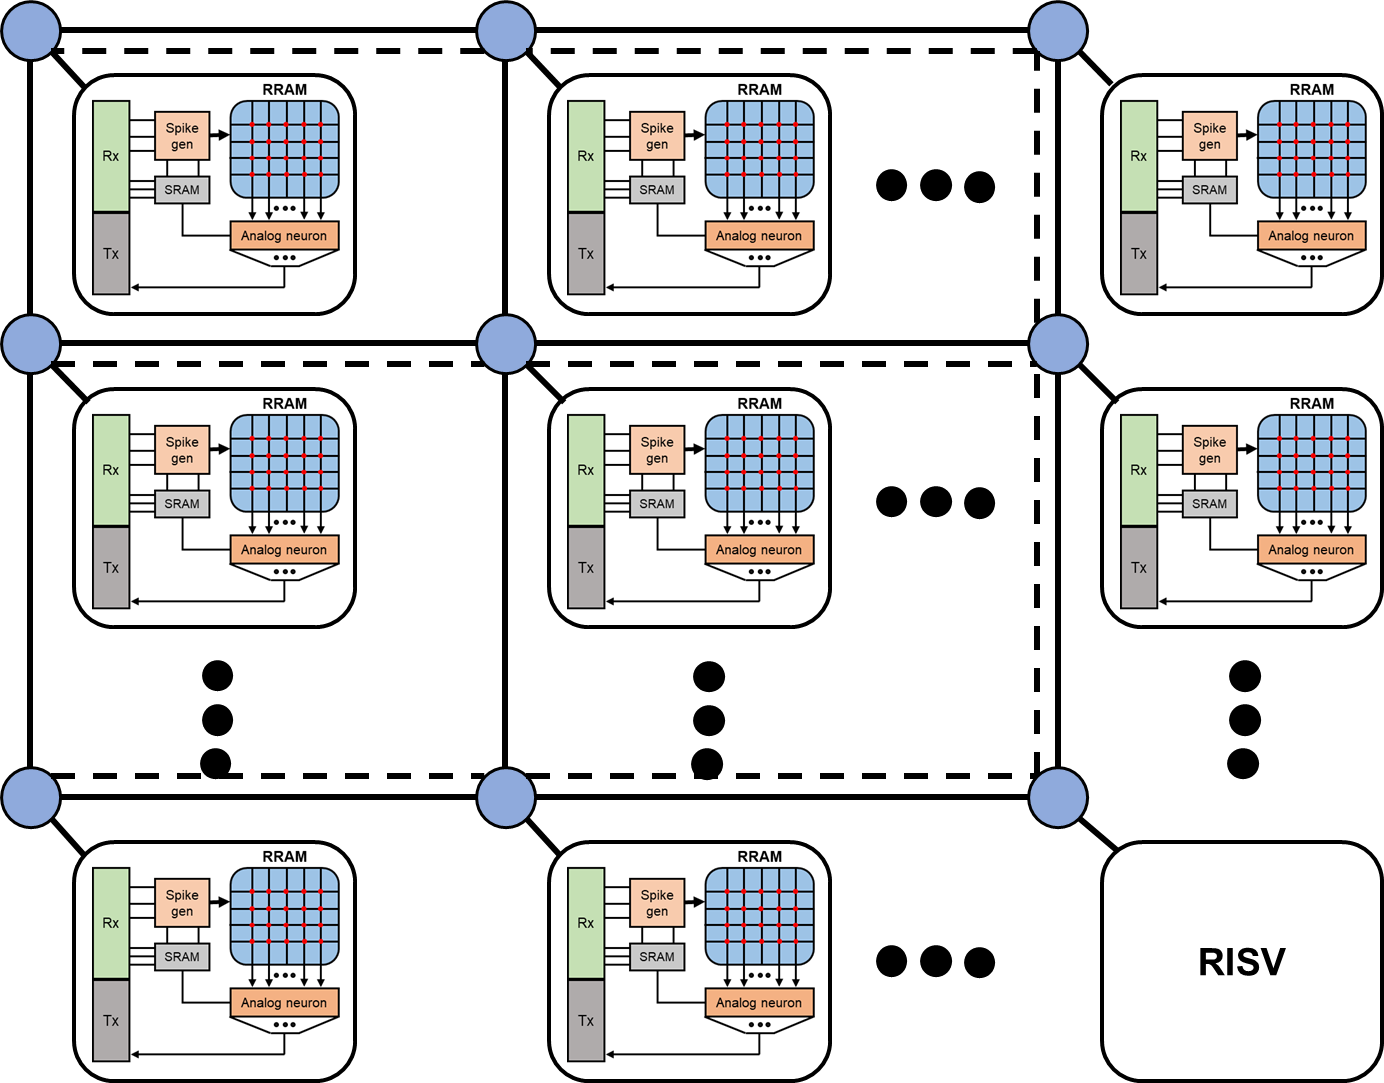 RRAM
Rx
Spike
gen
SRAM
Analog neuron
Tx
RRAM
Rx
Spike
gen
SRAM
Analog neuron
Tx
RRAM
Rx
Spike
gen
SRAM
Analog neuron
Tx
RRAM
Rx
Spike
gen
SRAM
Analog neuron
Tx
RRAM
Rx
Spike
gen
SRAM
Analog neuron
Tx
RRAM
Rx
Spike
gen
SRAM
Analog neuron
Tx
RRAM
Rx
Spike
gen
SRAM
Analog neuron
Tx
RRAM
Rx
Spike
gen
SRAM
Analog neuron
Tx
RISV